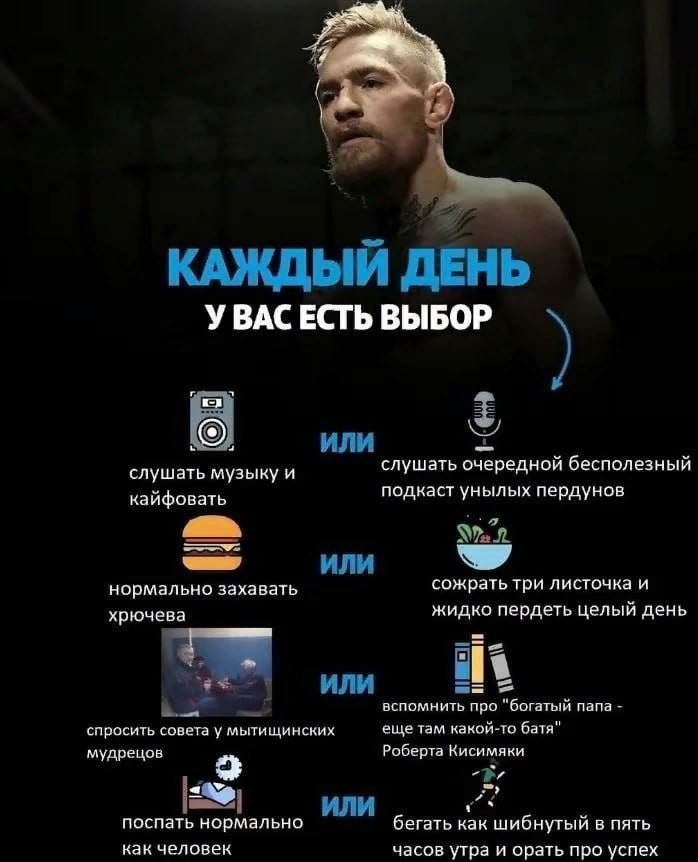 КАЖДЫЙ ДЕНЬ
У ВАС ЕСТЬ ВЫБОР
слушать музыку и
кайфовать
ИЛИ
слушать очередной бесполезный
подкаст унылых пердунов
нормально захавать
хрючева
ИЛИ
сожрать три листочка и
жидко пердеть целый день
спросить совета у мытищинских
мудрецов
ИЛИ
вспомнить про "богатый папа -
еще там какой-то батя"
Роберта Кисимяки
поспать нормально
как человек
ИЛИ
бегать как шибнутый в пять
часов утра и орать про успех